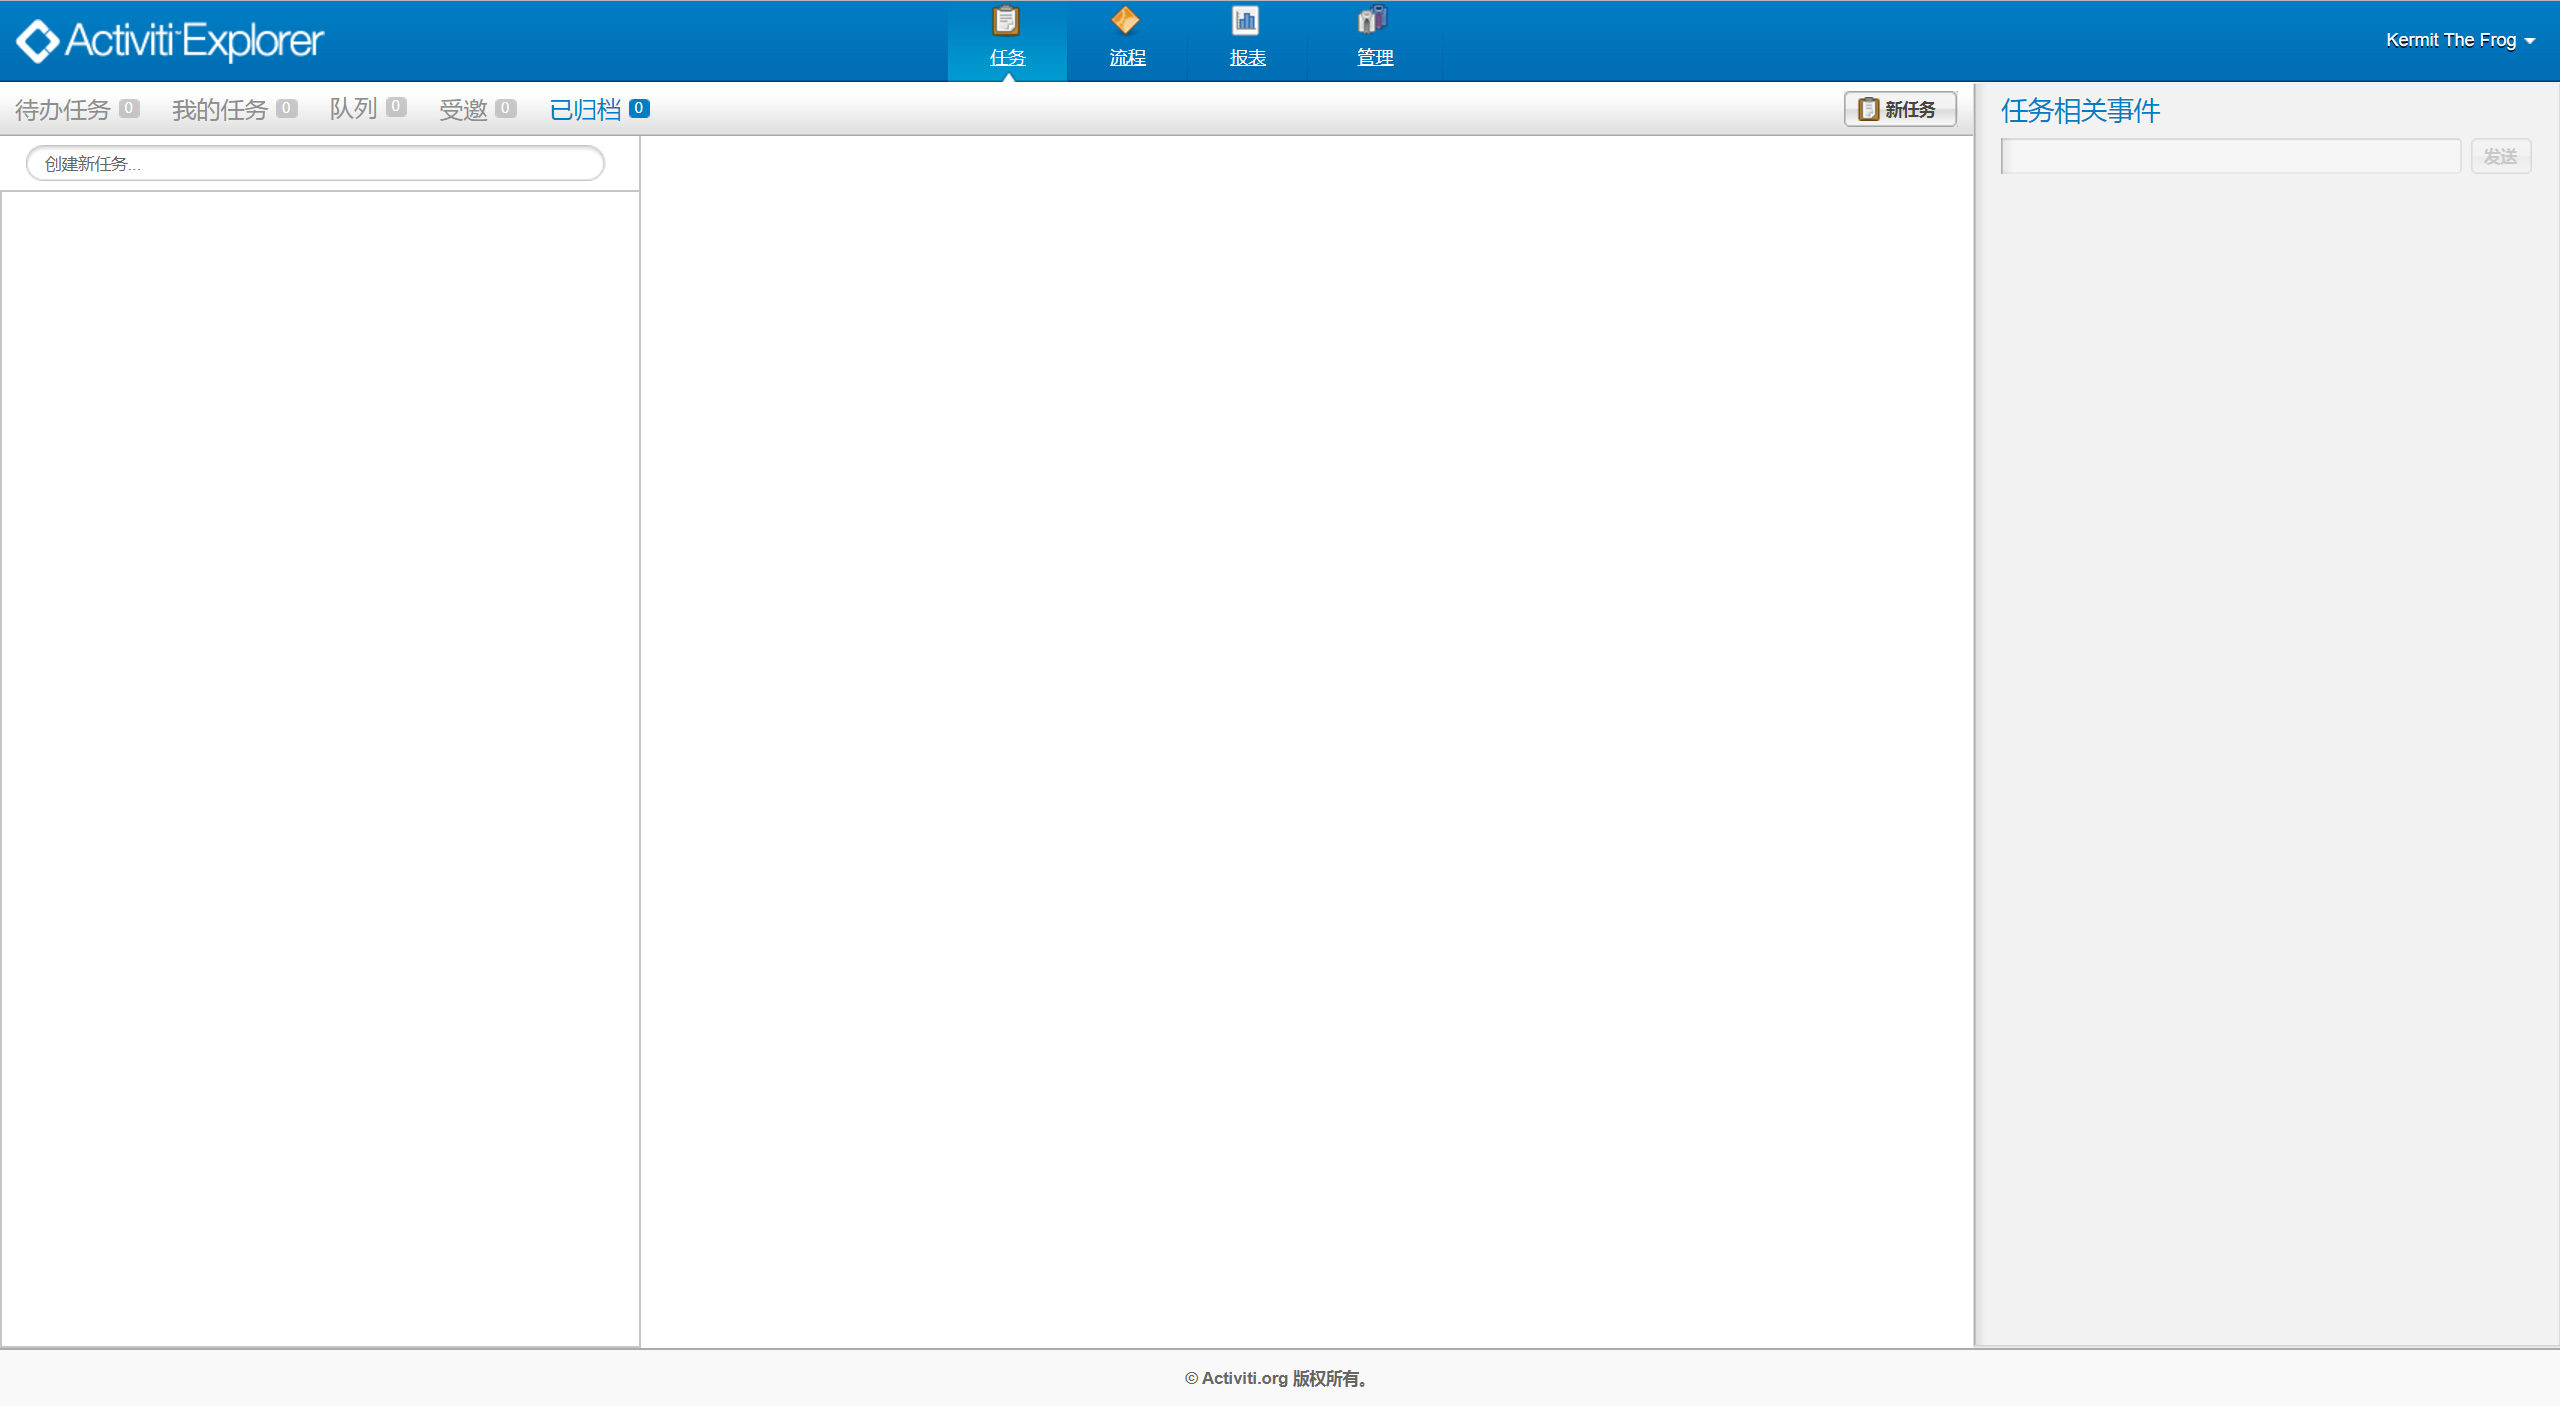 Activiti™Explorer
任务
流程
报表
管理
Kermit The Frog
待办任务 0
我的任务 0
队列 0
受邀 0
已归档 0
新任务
任务相关事件
创建新任务...
发送
© Activiti.org 版权所有。